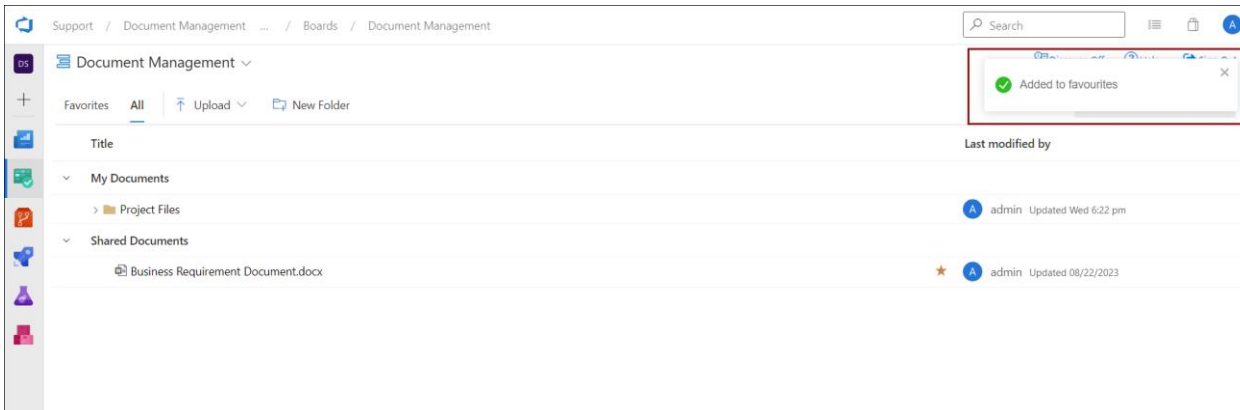 Support / Document Management ... / Boards / Document Management
Search
A
DS
Document Management
Added to favourites
Favorites All Upload New Folder
Title Last modified by
My Documents
Project Files A admin Updated Wed 6:22 pm
Shared Documents
Business Requirement Document.docx A admin Updated 08/22/2023